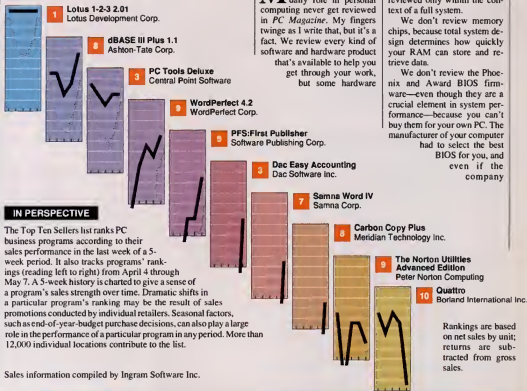 1 Lotus 1-2-3 2.01
Lotus Development Corp.
8 dBASE III Plus 1.1
Ashton-Tate Corp.
3 PC Tools Deluxe
Central Point Software
9 WordPerfect 4.2
WordPerfect Corp.
5 PFS:First Publisher
Software Publishing Corp.
3 Dac Easy Accounting
Dac Software Inc.
7 Samna Word IV
Samna Corp.
8 Carbon Copy Plus
Meridian Technology Inc.
9 The Norton Utilities
Advanced Edition
Peter Norton Computing
10 Quattro
Borland International Inc.
IN PERSPECTIVE
The Top Ten Sellers list ranks PC
business programs according to their
sales performance in the last week of a 5-
week period. It also tracks programs' rank-
ings (reading left to right) from April 4 through
May 7. A 5-week history is charted to give a sense of
a program's sales strength over time. Dramatic shifts in
a particular program's ranking may be the result of sales
promotions conducted by individual retailers. Seasonal factors,
such as end-of-year-budget purchase decisions, can also play a large
role in the performance of a particular program in any period. More than
12,000 individual locations contribute to the list.
Sales information compiled by Ingram Software Inc.
Rankings are based
on net sales by unit;
returns are sub-
tracted from gross
sales.
daily role in personal
computing never get reviewed
in PC Magazine. My fingers
twinge as I write that, but it's a
fact. We review every kind of
software and hardware product
that's available to help you
get through your work,
but some hardware
reviewed only within the con-
text of a full system.
We don't review memory
chips, because total system de-
sign determines how quickly
your RAM can store and re-
trieve data.
We don't review the Phoe-
nix and Award BIOS firm-
ware—even though they are a
crucial element in system per-
formance—because you can't
buy them for your own PC. The
manufacturer of your computer
had to select the best
BIOS for you, and
even if the
company